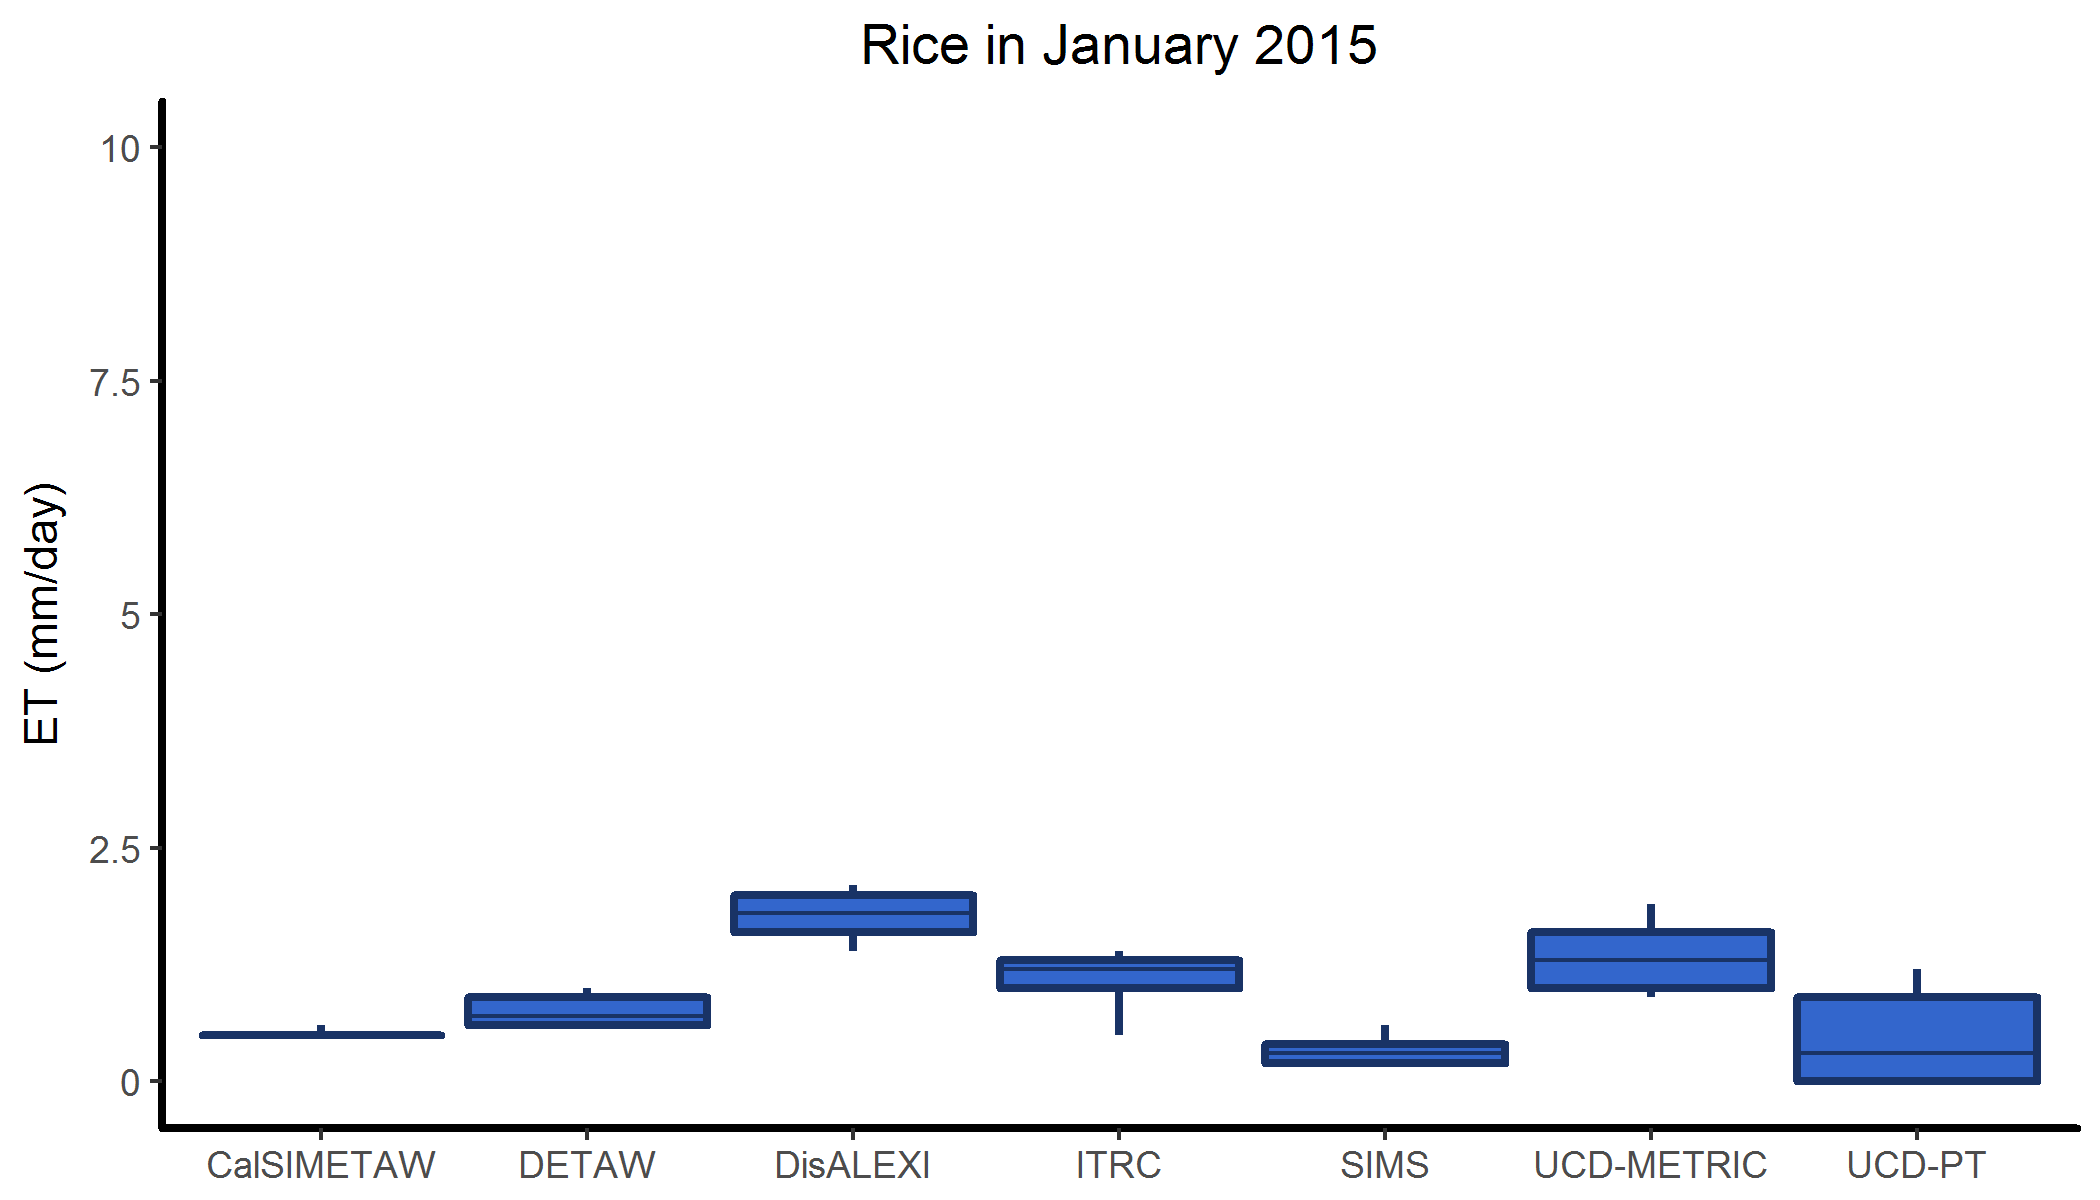 Rice in January 2015
10
7.5
5
2.5
0
ET (mm/day)
CalSIMETAW DETAW DisALEXI ITRC SIMS UCD-METRIC UCD-PT